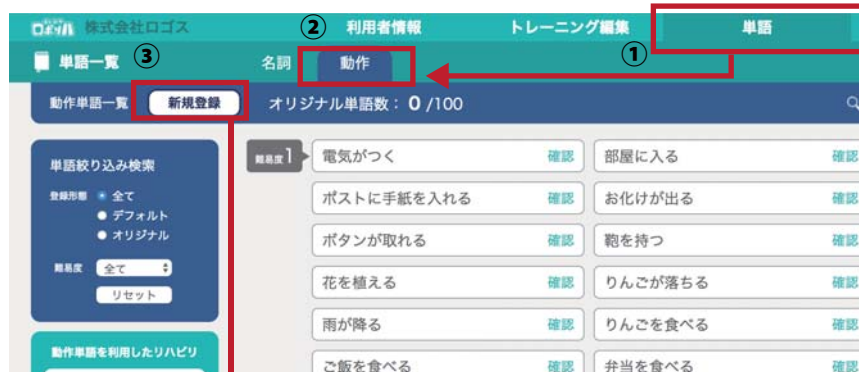 ロゴリハ 株式会社ロゴス ② 利用者情報 トレーニング編集 単語
単語一覧 ③ 名詞 動作 ①
動作単語一覧 新規登録 オリジナル単語数： 0 /100
単語絞り込み検索
登録形態 全て
デフォルト
オリジナル
難易度 全て
リセット
動作単語を利用したリハビリ
難易度1 電気がつく 確認 部屋に入る 確認
ポストに手紙を入れる 確認 お化けが出る 確認
ボタンが取れる 確認 鞄を持つ 確認
花を植える 確認 りんごが落ちる 確認
雨が降る 確認 りんごを食べる 確認
ご飯を食べる 確認 弁当を食べる 確認